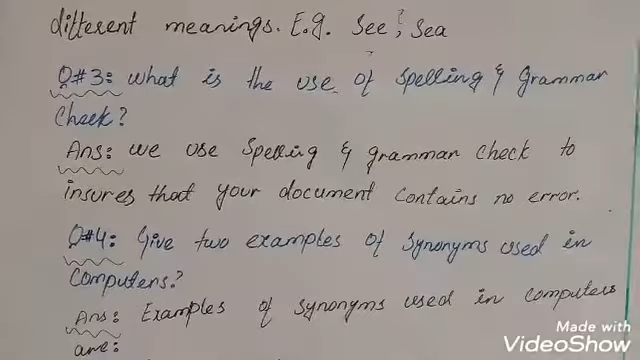 different meanings. E.g. See, Sea
Q#3: What is the use of spelling & Grammar
Check?
Ans: we use Spelling & grammar check to
insures that your document contains no error.
Q#4: Give two examples of Synonyms used in
Computers?
Ans: Examples of synonyms used in computers
are:
Made with
VideoShow